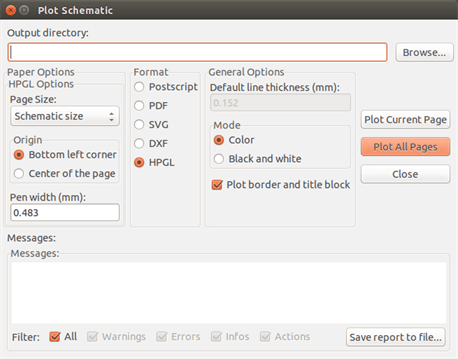 Plot Schematic
Output directory:
Browse...
Paper Options
HPGL Options
Page Size:
Schematic size
Origin
Bottom left corner
Center of the page
Pen width (mm):
0.483
Format
Postscript
PDF
SVG
DXF
HPGL
General Options
Default line thickness (mm):
0.152
Mode
Color
Black and white
Plot border and title block
Plot Current Page
Plot All Pages
Close
Messages:
Messages:
Filter: All Warnings Errors Infos Actions Save report to file...